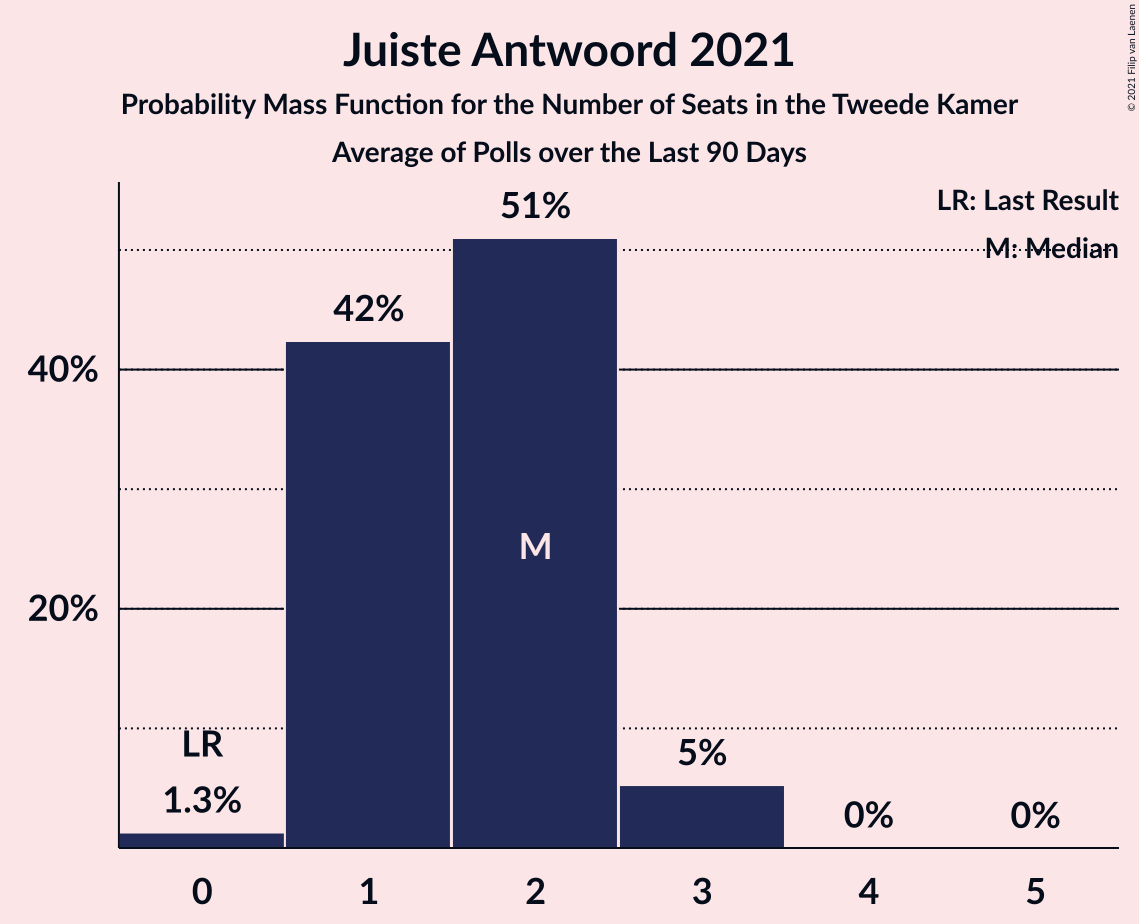 Juiste Antwoord 2021
Probability Mass Function for the Number of Seats in the Tweede Kamer
Average of Polls over the Last 90 Days
© 2021 Filip van Laenen
LR: Last Result
M: Median
51%
42%
40%
M
20%
LR
1.3%
5%
0%
0%
0 1 2 3 4 5